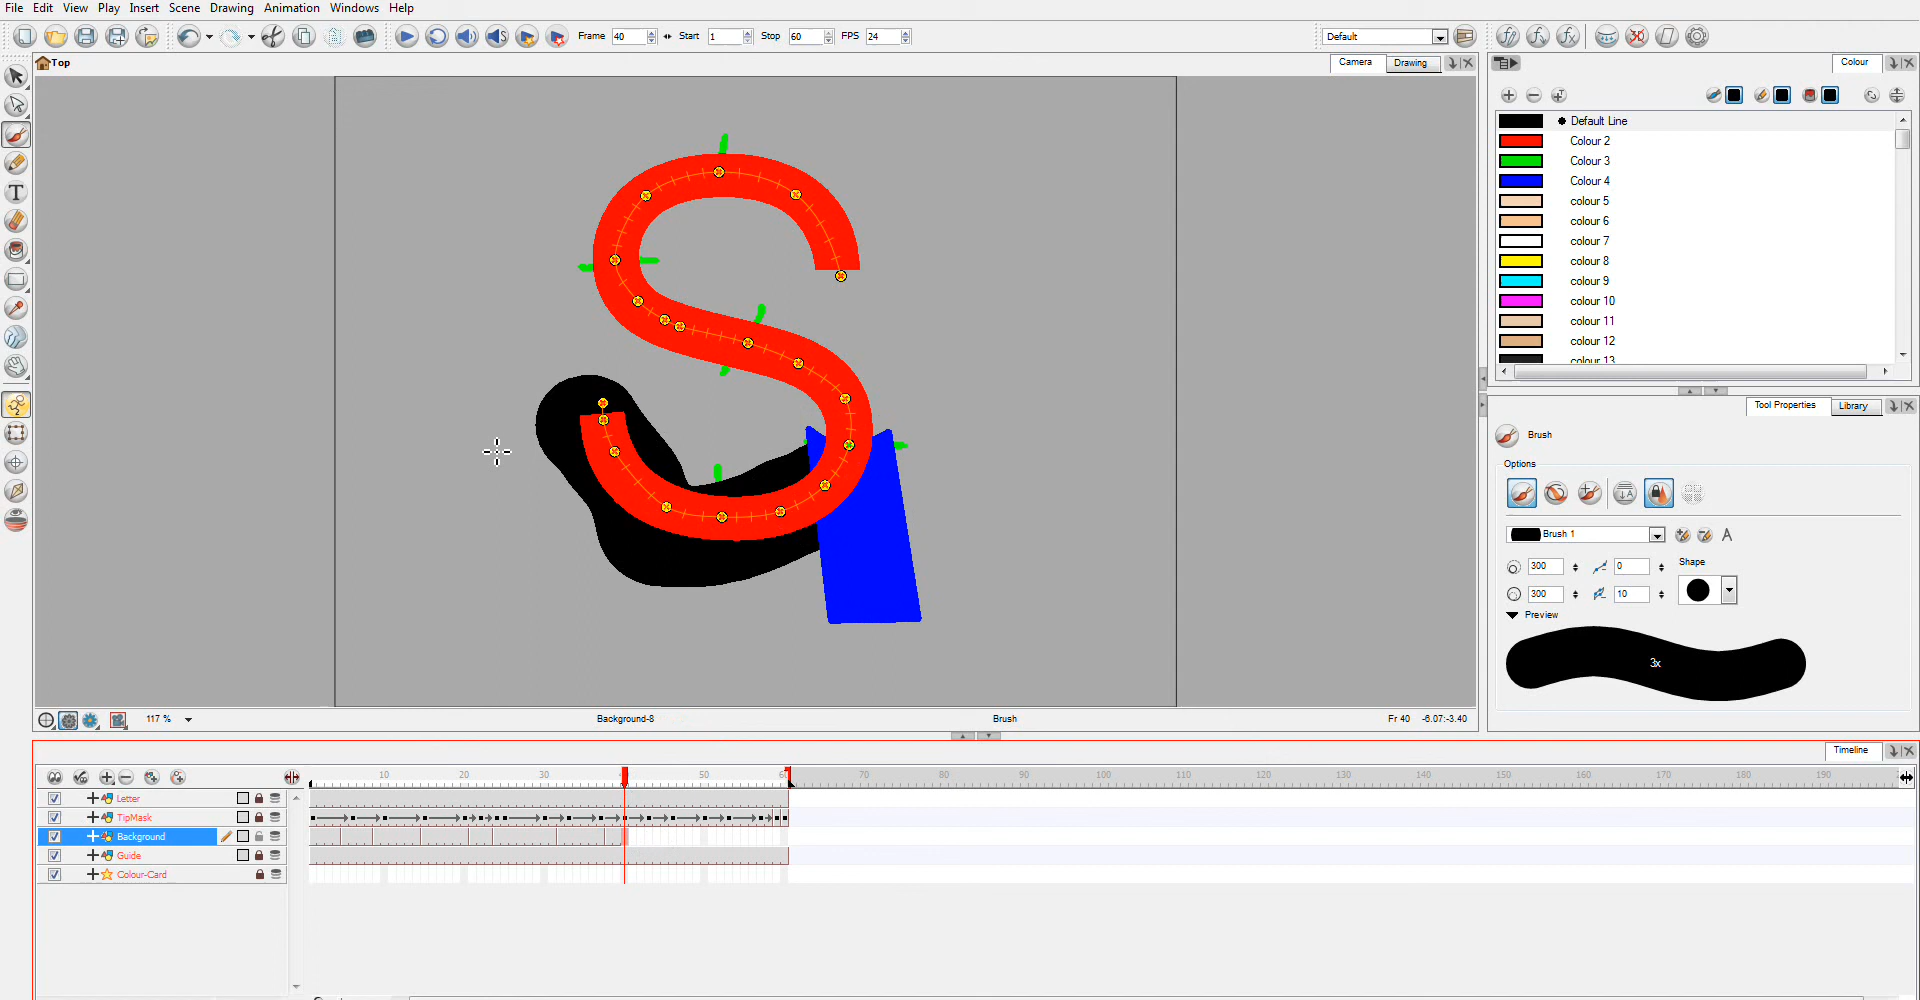 File Edit View Play Insert Scene Drawing Animation Windows Help
Frame 40 Start 1 Stop 60 FPS 24 Default
Top Camera Drawing Colour
Default Line
Colour 2
Colour 3
Colour 4
colour 5
colour 6
colour 7
colour 8
colour 9
colour 10
colour 11
colour 12
colour 13
Tool Properties Library
Brush
Options
Brush 1
300 0 Shape
300 10
Preview
3x
117 % Background-8 Brush Fr 40 -6.07:-3.40
Timeline
10 20 30 50 70 80 90 100 110 120 130 140 150 160 170 180 190
Letter
TipMask
Background
Guide
Colour-Card